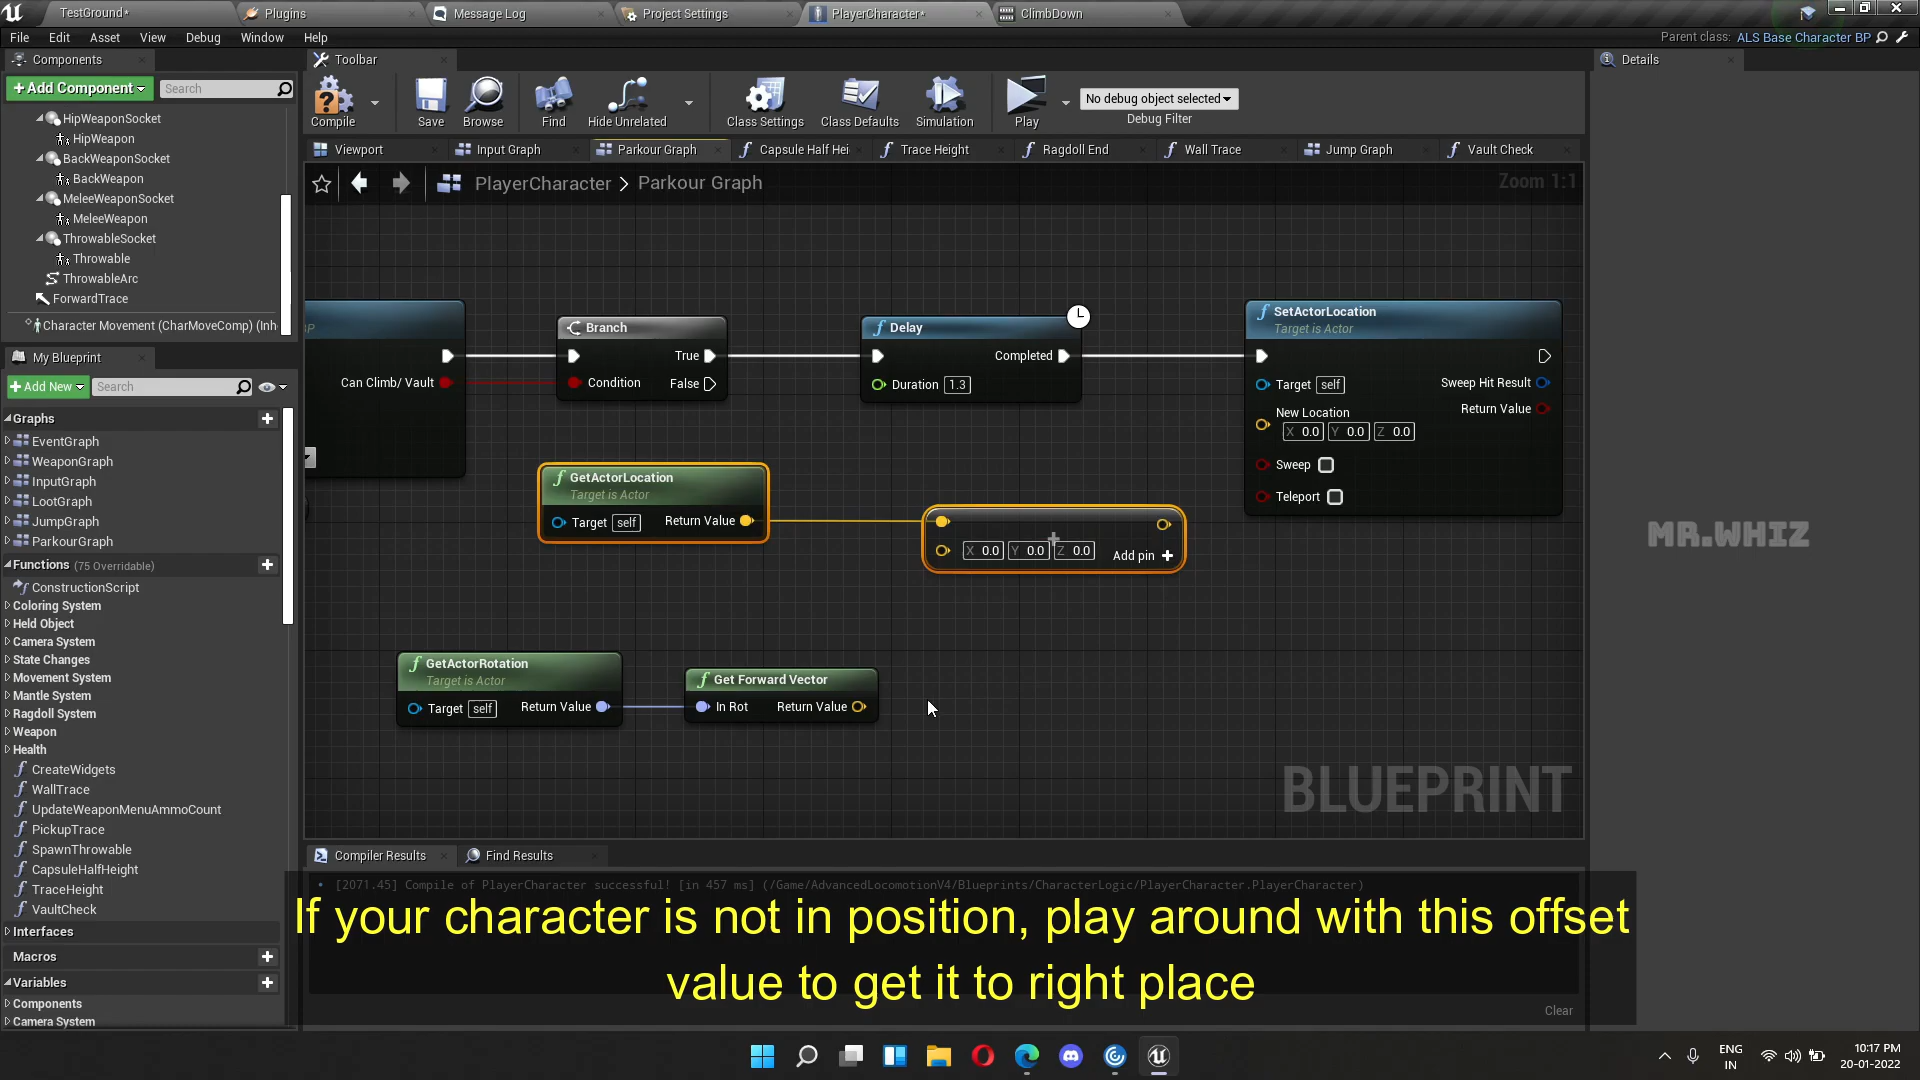 TestGround*
Plugins
Message Log
Project Settings
PlayerCharacter*
ClimbDown
File Edit Asset View Debug Window Help
Parent class: ALS Base Character BP
Components
Toolbar
Details
+Add Component
Search
Compile
Save
Browse
Find
Hide Unrelated
Class Settings
Class Defaults
Simulation
Play
No debug object selected
Debug Filter
HipWeaponSocket
HipWeapon
BackWeaponSocket
BackWeapon
MeleeWeaponSocket
MeleeWeapon
ThrowableSocket
Throwable
ThrowableArc
ForwardTrace
Character Movement (CharMoveComp) (Inh
Viewport
Input Graph
Parkour Graph
Capsule Half Hei
Trace Height
Ragdoll End
Wall Trace
Jump Graph
Vault Check
PlayerCharacter > Parkour Graph
Zoom 1:1
Can Climb/ Vault
Branch
True
Condition
False
Delay
Completed
Duration 1.3
SetActorLocation
Target is Actor
Target self
Sweep Hit Result
New Location
Return Value
X 0.0 Y 0.0 Z 0.0
Sweep
Teleport
GetActorLocation
Target is Actor
Target self Return Value
X 0.0 Y 0.0 Z 0.0 Add pin +
GetActorRotation
Target is Actor
Target self Return Value
Get Forward Vector
In Rot Return Value
MR.WHIZ
BLUEPRINT
My Blueprint
+Add New
Search
Graphs
EventGraph
WeaponGraph
InputGraph
LootGraph
JumpGraph
ParkourGraph
Functions (75 Overridable)
ConstructionScript
Coloring System
Held Object
Camera System
State Changes
Movement System
Mantle System
Ragdoll System
Weapon
Health
CreateWidgets
WallTrace
UpdateWeaponMenuAmmoCount
PickupTrace
SpawnThrowable
CapsuleHalfHeight
TraceHeight
VaultCheck
Interfaces
Macros
Variables
Components
Camera System
Compiler Results
Find Results
[2071.45] Compile of PlayerCharacter successful! [in 457 ms] (/Game/AdvancedLocomotionV4/Blueprints/CharacterLogic/PlayerCharacter.PlayerCharacter)
If your character is not in position, play around with this offset
value to get it to right place
Clear
ENG
IN
10:17 PM
20-01-2022